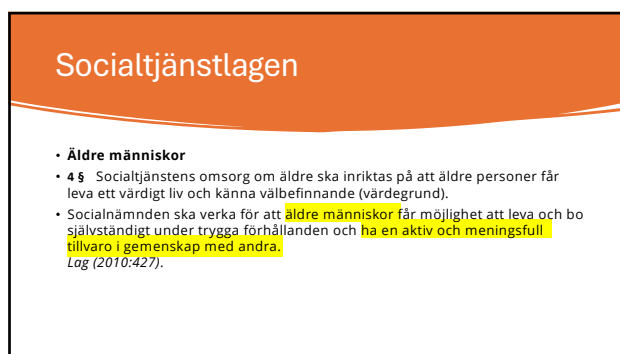 Socialtjänstlagen
• Äldre människor
• 4 § Socialtjänstens omsorg om äldre ska inriktas på att äldre personer får
leva ett värdigt liv och känna välbefinnande (värdegrund).
• Socialnämnden ska verka för att äldre människor får möjlighet att leva och bo
självständigt under trygga förhållanden och ha en aktiv och meningsfull
tillvaro i gemenskap med andra.
Lag (2010:427).